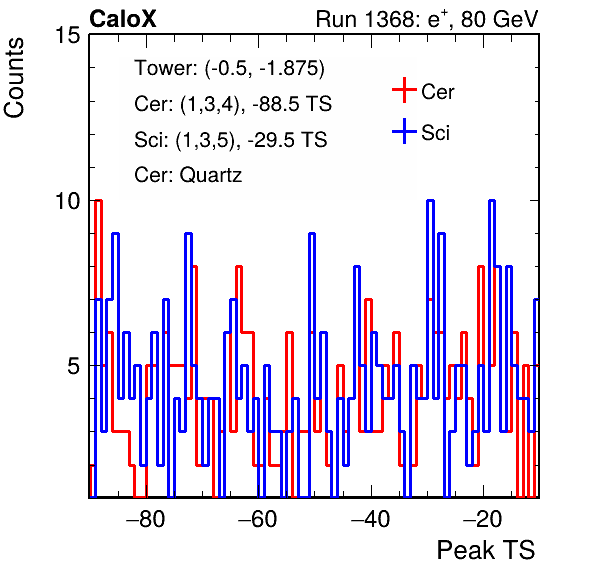 CaloX Run 1368: e⁺, 80 GeV
Counts
15
10
5
Tower: (-0.5, -1.875)
Cer: (1,3,4), -88.5 TS
Sci: (1,3,5), -29.5 TS
Cer: Quartz
Cer
Sci
−80 −60 −40 −20
Peak TS